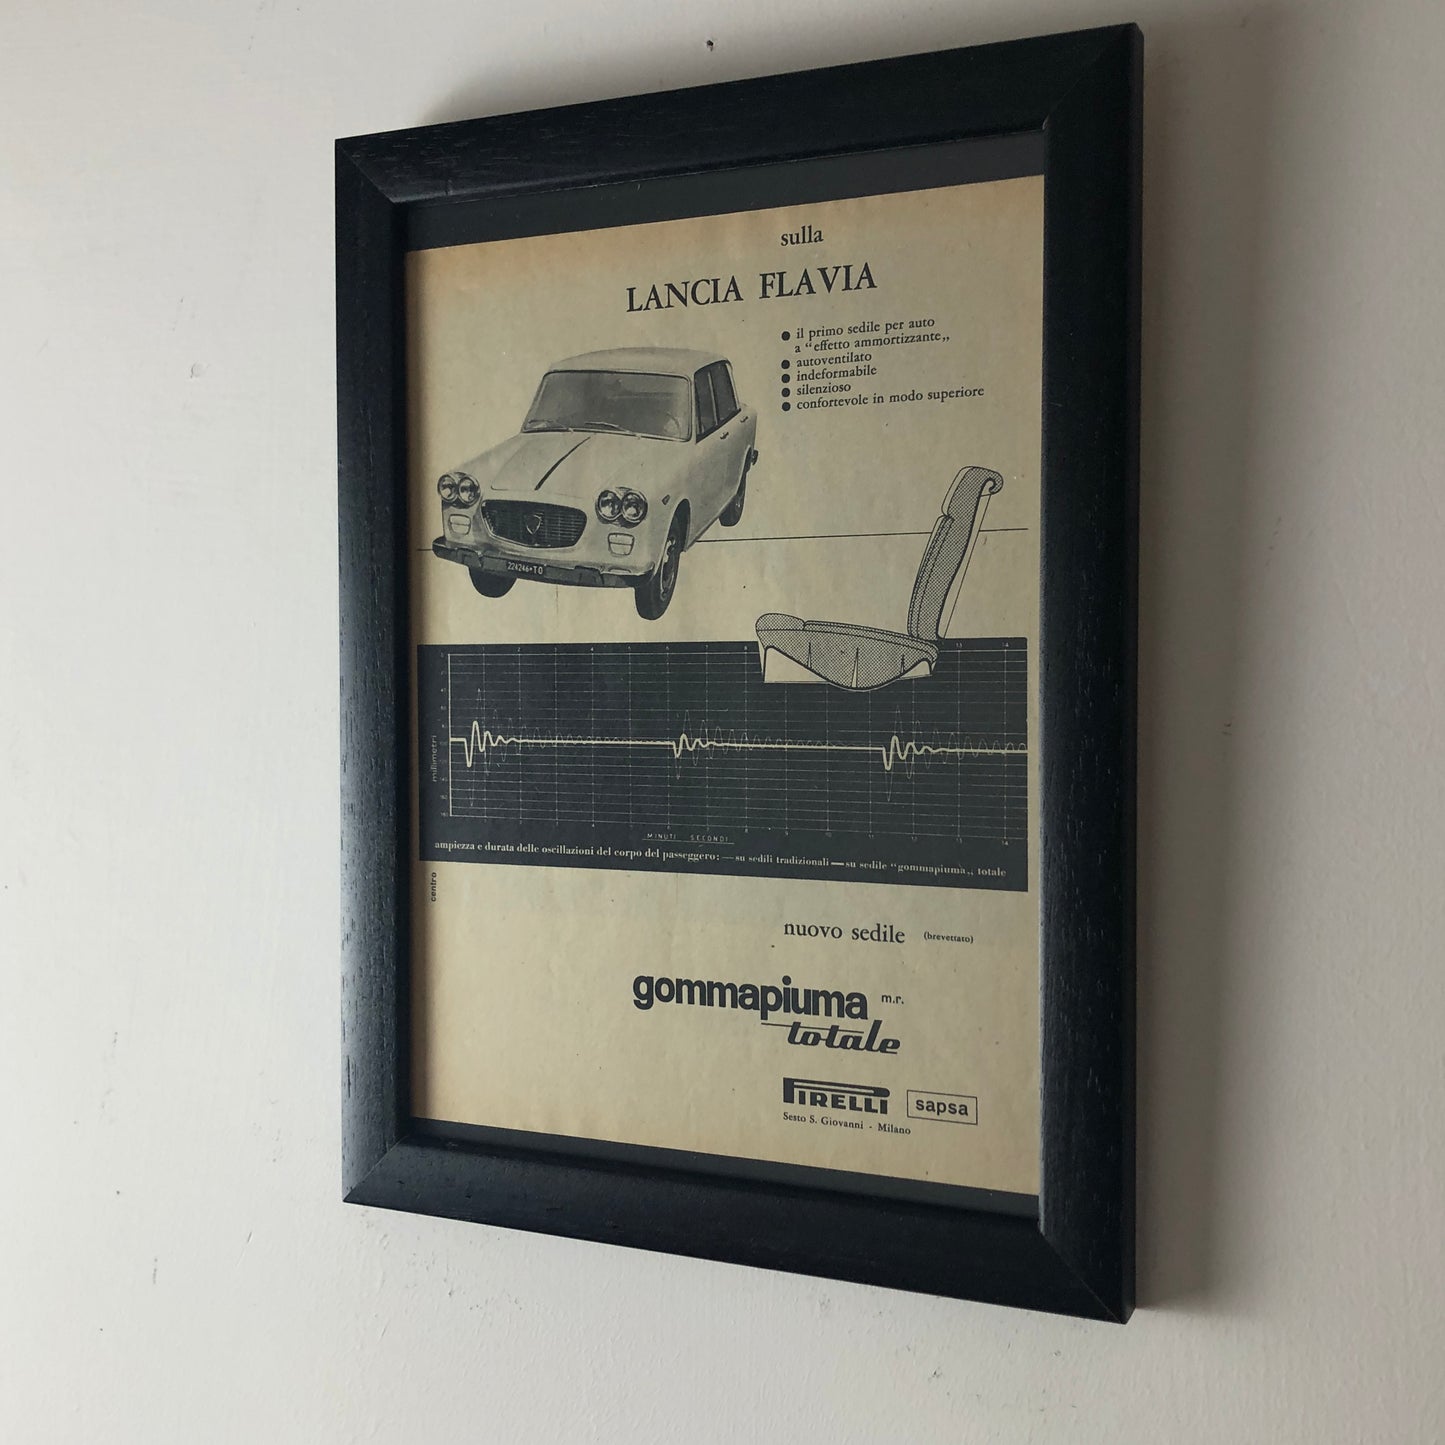 sulla
LANCIA FLAVIA
● il primo sedile per auto
a “effetto ammortizzante„
● autoventilato
● indeformabile
● silenzioso
● confortevole in modo superiore
224246•TO
millimetri
MINUTI SECONDI
ampiezza e durata delle oscillazioni del corpo del passeggero: — su sedili tradizionali — su sedile “gommapiuma„ totale
centro
nuovo sedile (brevettato)
gommapiuma m.r.
totale
PIRELLI sapsa
Sesto S. Giovanni - Milano